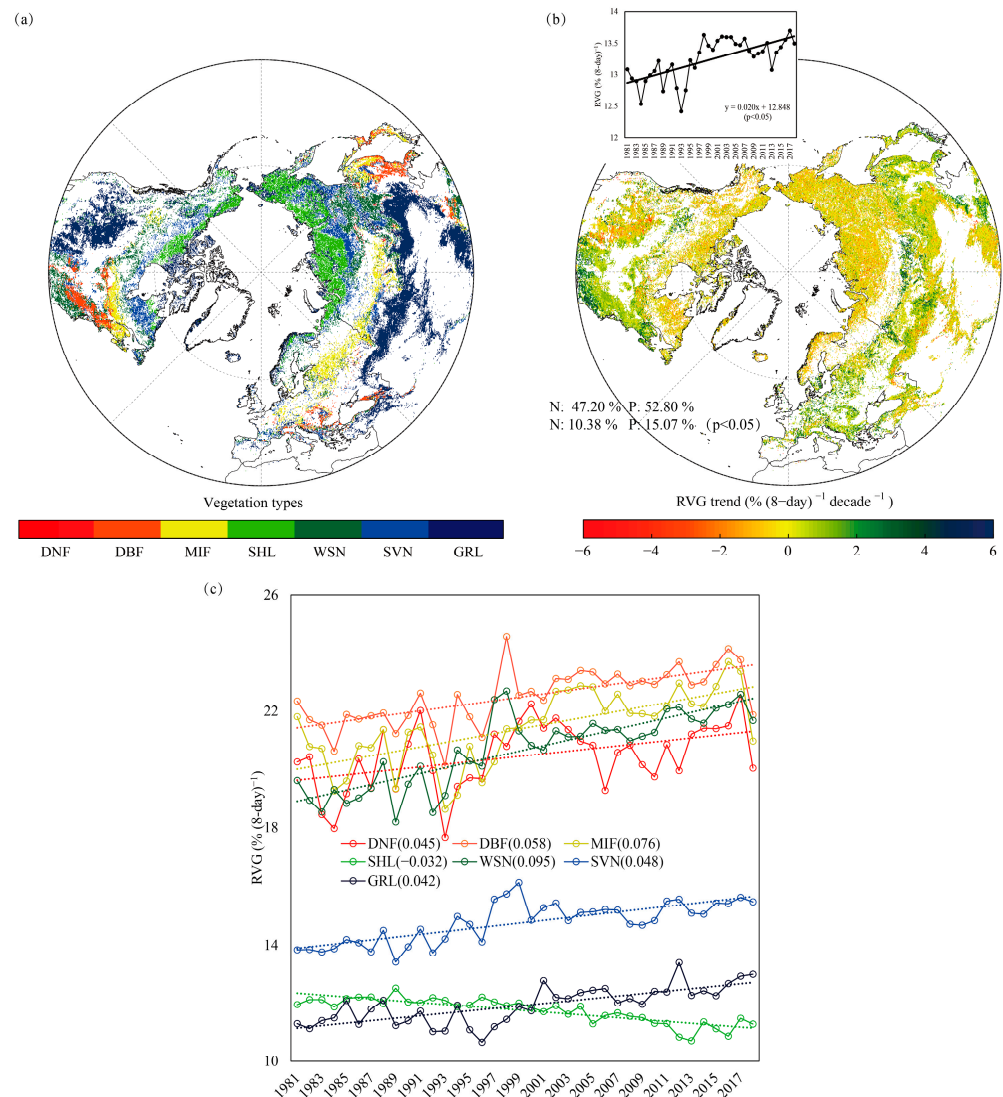 (a)
(b)
14
13.5
13
12.5
12
RVG (% (8-day)⁻¹)
y = 0.020x + 12.848
(p<0.05)
1981 1983 1985 1987 1989 1991 1993 1995 1997 1999 2001 2003 2005 2007 2009 2011 2013 2015 2017
N: 47.20 % P: 52.80 %
N: 10.38 % P: 15.07 % (p<0.05)
Vegetation types
DNF DBF MIF SHL WSN SVN GRL
RVG trend (% (8−day)⁻¹ decade⁻¹)
−6 −4 −2 0 2 4 6
(c)
26
22
18
14
10
RVG (% (8-day)⁻¹)
DNF(0.045) DBF(0.058) MIF(0.076)
SHL(−0.032) WSN(0.095) SVN(0.048)
GRL(0.042)
1981 1983 1985 1987 1989 1991 1993 1995 1997 1999 2001 2003 2005 2007 2009 2011 2013 2015 2017